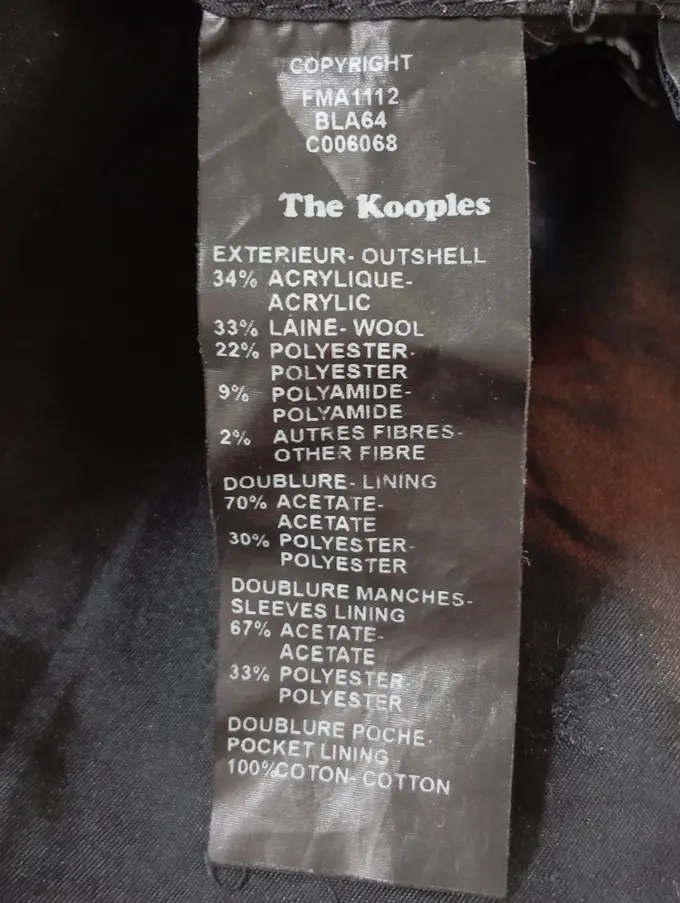 COPYRIGHT
FMA1112
BLA64
C006068
The Kooples
EXTERIEUR- OUTSHELL
34% ACRYLIQUE-
ACRYLIC
33% LAINE- WOOL
22% POLYESTER-
POLYESTER
9% POLYAMIDE-
POLYAMIDE
2% AUTRES FIBRES-
OTHER FIBRE
DOUBLURE- LINING
70% ACETATE-
ACETATE
30% POLYESTER-
POLYESTER
DOUBLURE MANCHES-
SLEEVES LINING
67% ACETATE-
ACETATE
33% POLYESTER-
POLYESTER
DOUBLURE POCHE-
POCKET LINING
100%COTON- COTTON